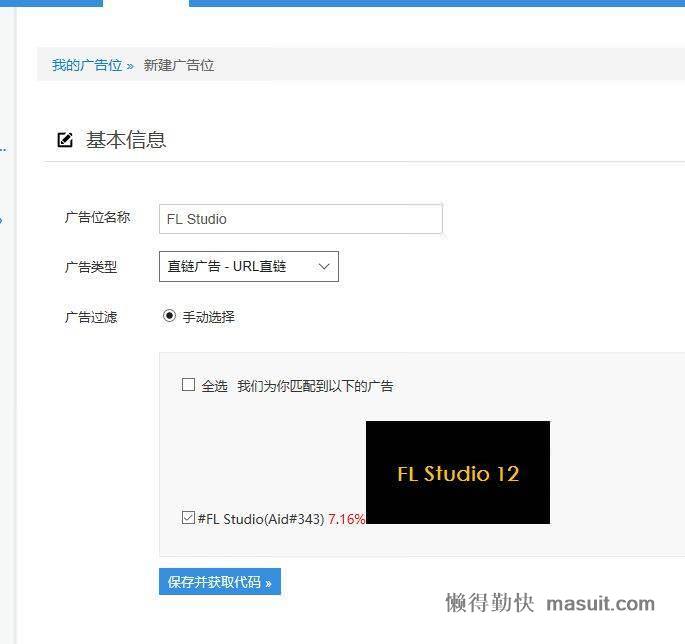 我的广告位 » 新建广告位
基本信息
广告位名称 FL Studio
广告类型 直链广告 - URL直链
广告过滤 手动选择
全选 我们为你匹配到以下的广告
FL Studio 12
#FL Studio(Aid#343) 7.16%
保存并获取代码 »
懒得勤快 masuit.com